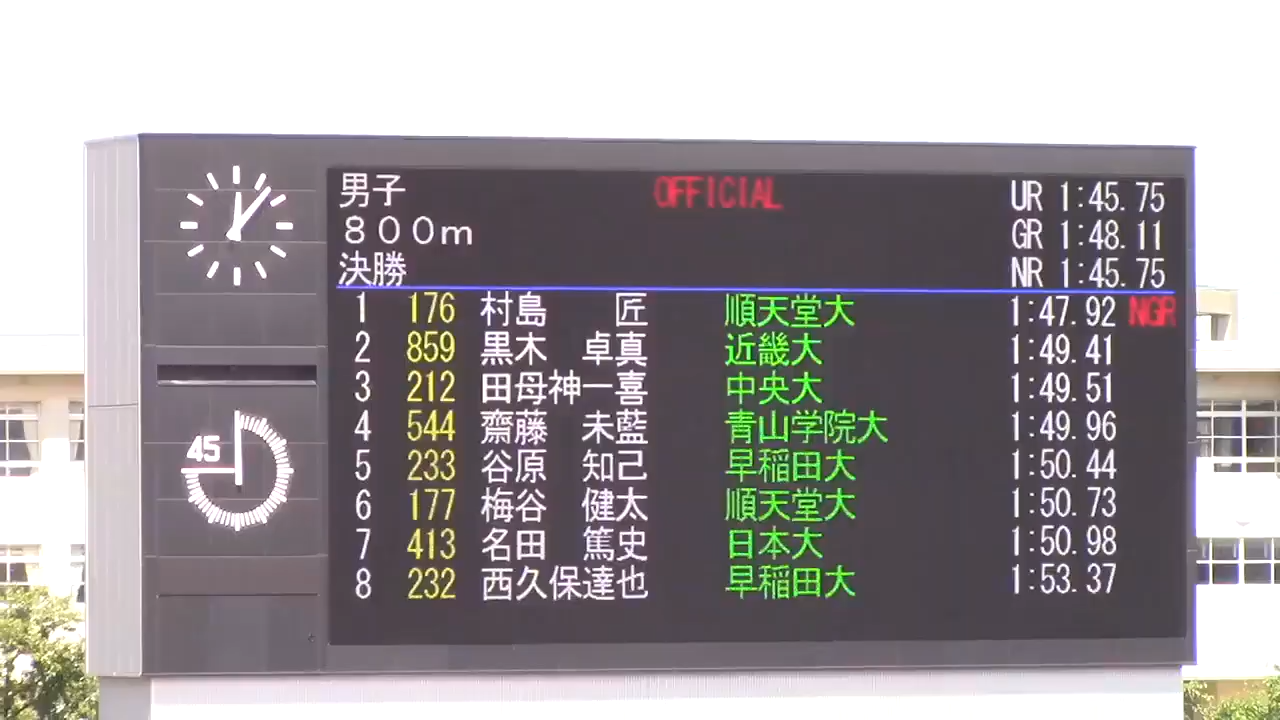 男子 OFFICIAL UR 1:45.75
800m GR 1:48.11
決勝 NR 1:45.75
1 176 村島 匠 順天堂大 1:47.92 NGR
2 859 黒木 卓真 近畿大 1:49.41
3 212 田母神一喜 中央大 1:49.51
4 544 齋藤 未藍 青山学院大 1:49.96
5 233 谷原 知己 早稲田大 1:50.44
6 177 梅谷 健太 順天堂大 1:50.73
7 413 名田 篤史 日本大 1:50.98
8 232 西久保達也 早稲田大 1:53.37
45